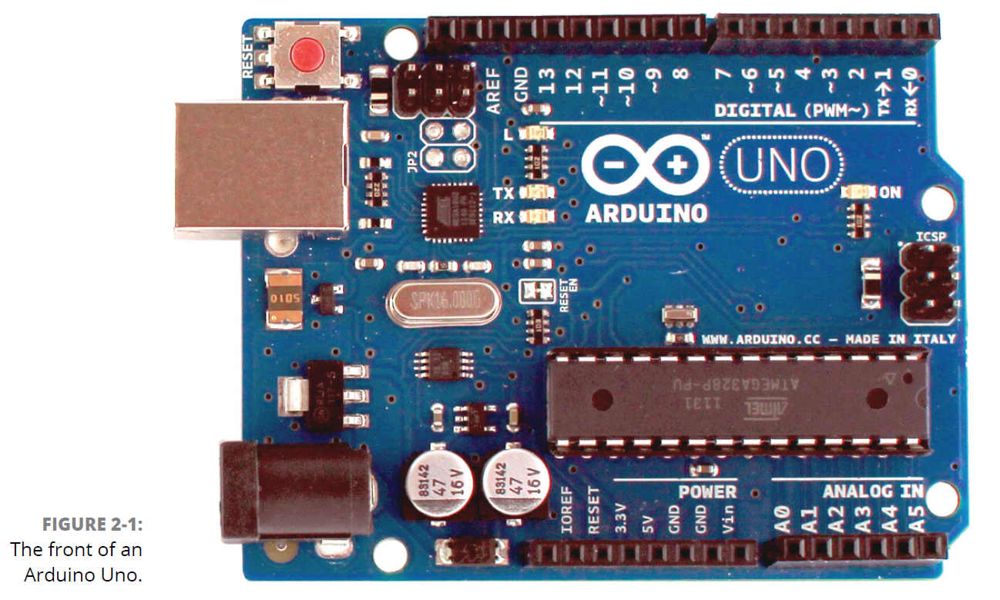 RESET
AREF
GND
13
12
~11
~10
~9
8
7
~6
~5
4
~3
2
TX→1
RX←0
DIGITAL (PWM~)
L
JP2
TX
RX
ARDUINO
™
UNO
ON
ICSP
SPK16.000G
RESET
EN
5010
WWW.ARDUINO.CC – MADE IN ITALY
ATMEGA328P-PU
1131
ATMEL
83142
47
16V
83142
47
16V
POWER
ANALOG IN
IOREF
RESET
3.3V
5V
GND
GND
Vin
A0
A1
A2
A3
A4
A5
FIGURE 2-1:
The front of an
Arduino Uno.